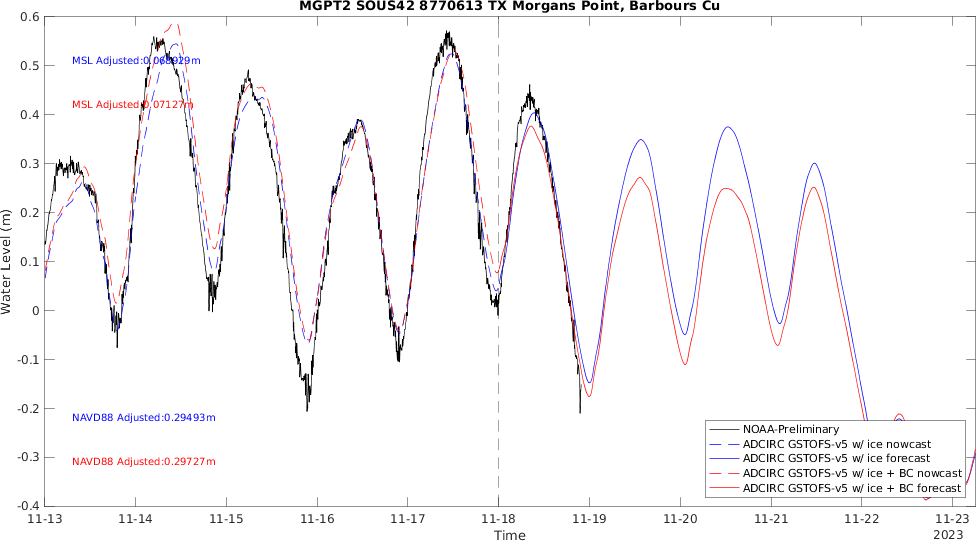 MGPT2 SOUS42 8770613 TX Morgans Point, Barbours Cu
0.6
0.5
0.4
0.3
0.2
0.1
0
-0.1
-0.2
-0.3
-0.4
Water Level (m)
MSL Adjusted:0.068929m
MSL Adjusted:0.07127m
NAVD88 Adjusted:0.29493m
NAVD88 Adjusted:0.29727m
NOAA-Preliminary
ADCIRC GSTOFS-v5 w/ ice nowcast
ADCIRC GSTOFS-v5 w/ ice forecast
ADCIRC GSTOFS-v5 w/ ice + BC nowcast
ADCIRC GSTOFS-v5 w/ ice + BC forecast
11-13 11-14 11-15 11-16 11-17 11-18 11-19 11-20 11-21 11-22 11-23
Time
2023